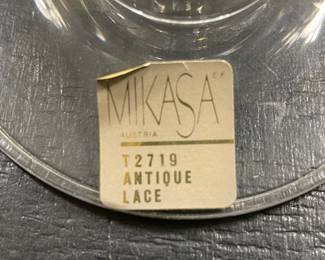 MIKASA
AUSTRIA
T2719
ANTIQUE
LACE